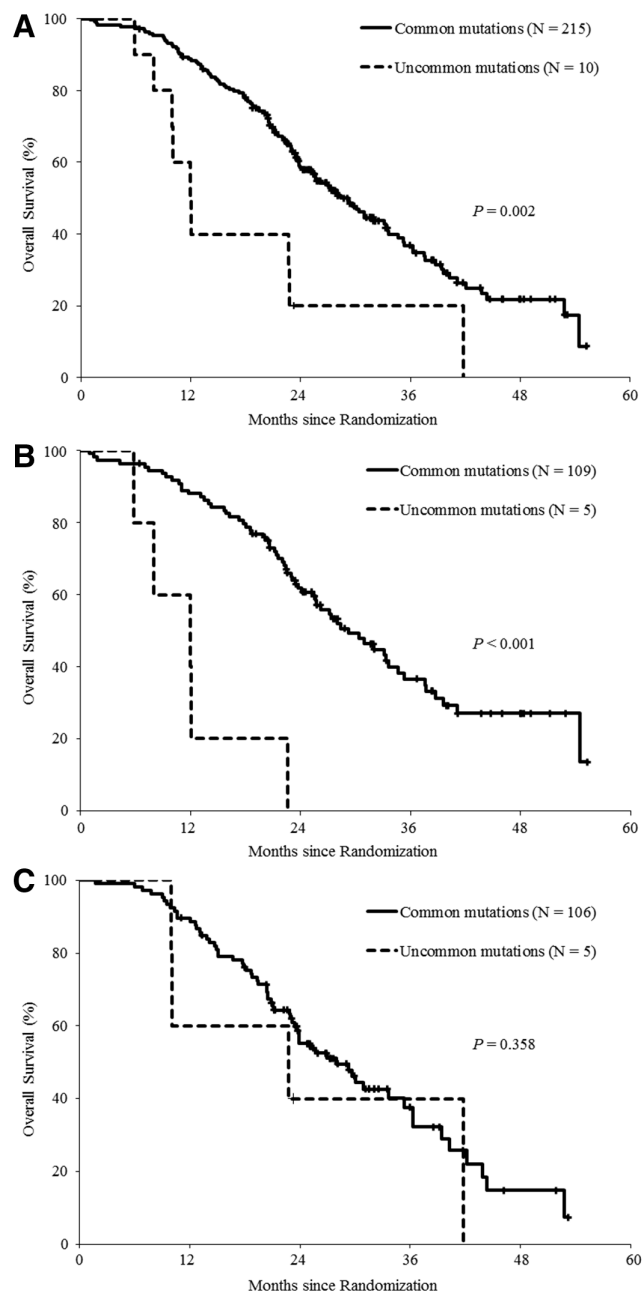 A
Common mutations (N = 215)
Uncommon mutations (N = 10)
P = 0.002
Overall Survival (%)
100
80
60
40
20
0
0 12 24 36 48 60
Months since Randomization
B
Common mutations (N = 109)
Uncommon mutations (N = 5)
P < 0.001
Overall Survival (%)
100
80
60
40
20
0
0 12 24 36 48 60
Months since Randomization
C
Common mutations (N = 106)
Uncommon mutations (N = 5)
P = 0.358
Overall Survival (%)
100
80
60
40
20
0
0 12 24 36 48 60
Months since Randomization